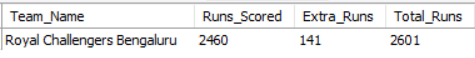 Team_Name Runs_Scored Extra_Runs Total_Runs
Royal Challengers Bengaluru 2460 141 2601